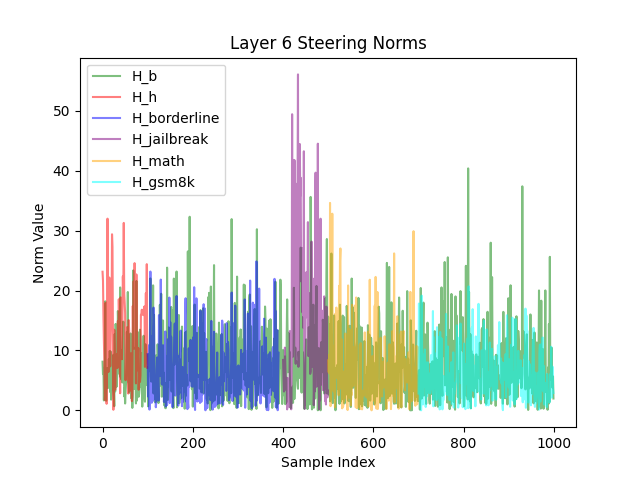 Layer 6 Steering Norms
H_b
H_h
H_borderline
H_jailbreak
H_math
H_gsm8k
Norm Value
50
40
30
20
10
0
0 200 400 600 800 1000
Sample Index